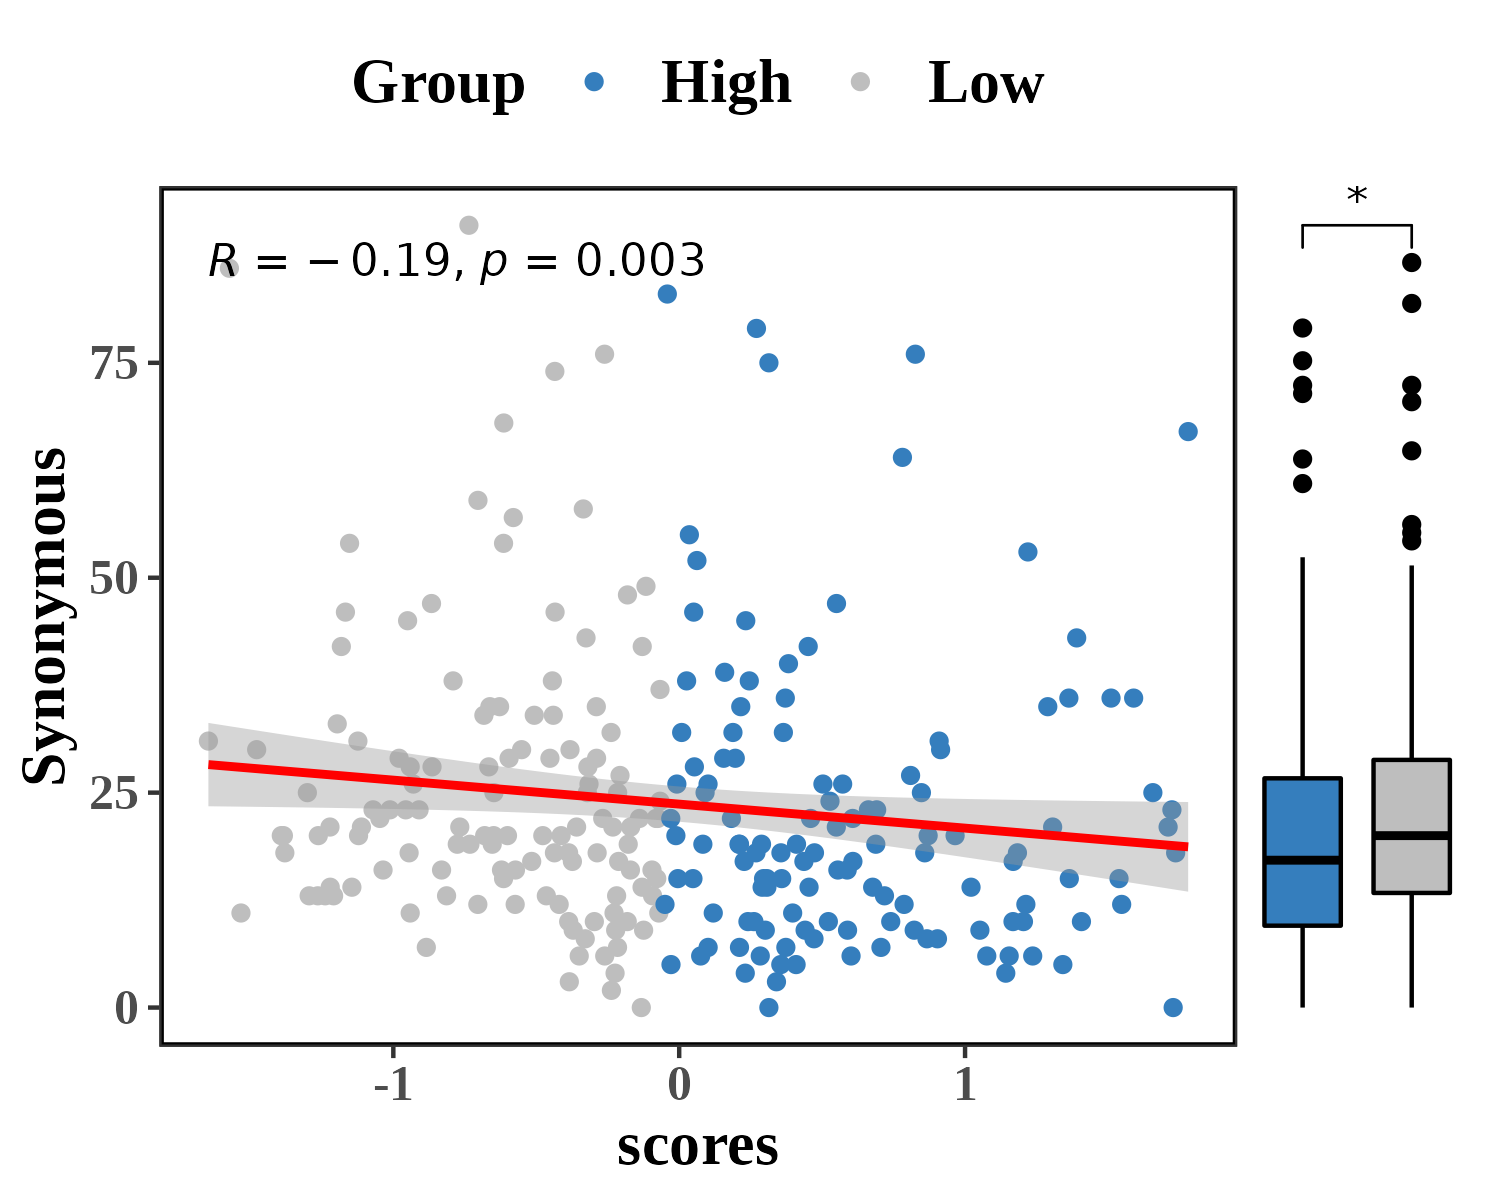 Group High Low
*
R = −0.19, p = 0.003
Synonymous
75
50
25
0
-1 0 1
scores